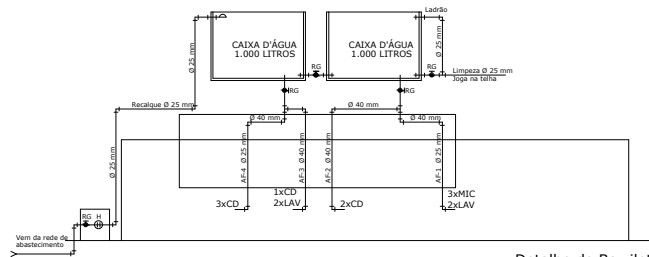 Ladrão
Ø 25 mm
CAIXA D'ÁGUA
1.000 LITROS
CAIXA D'ÁGUA
1.000 LITROS
Ø 25 mm
RG
RG
Limpeza Ø 25 mm
Joga na telha
RG
RG
Recalque Ø 25 mm
Ø 40 mm
Ø 40 mm
Ø 40 mm
Ø 40 mm
Ø 25 mm
AF-4 Ø 25 mm
AF-3 Ø 40 mm
AF-2 Ø 40 mm
AF-1 Ø 25 mm
3xCD
1xCD
2xLAV
2xCD
3xMIC
2xLAV
RG H
Vem da rede de
abastecimento